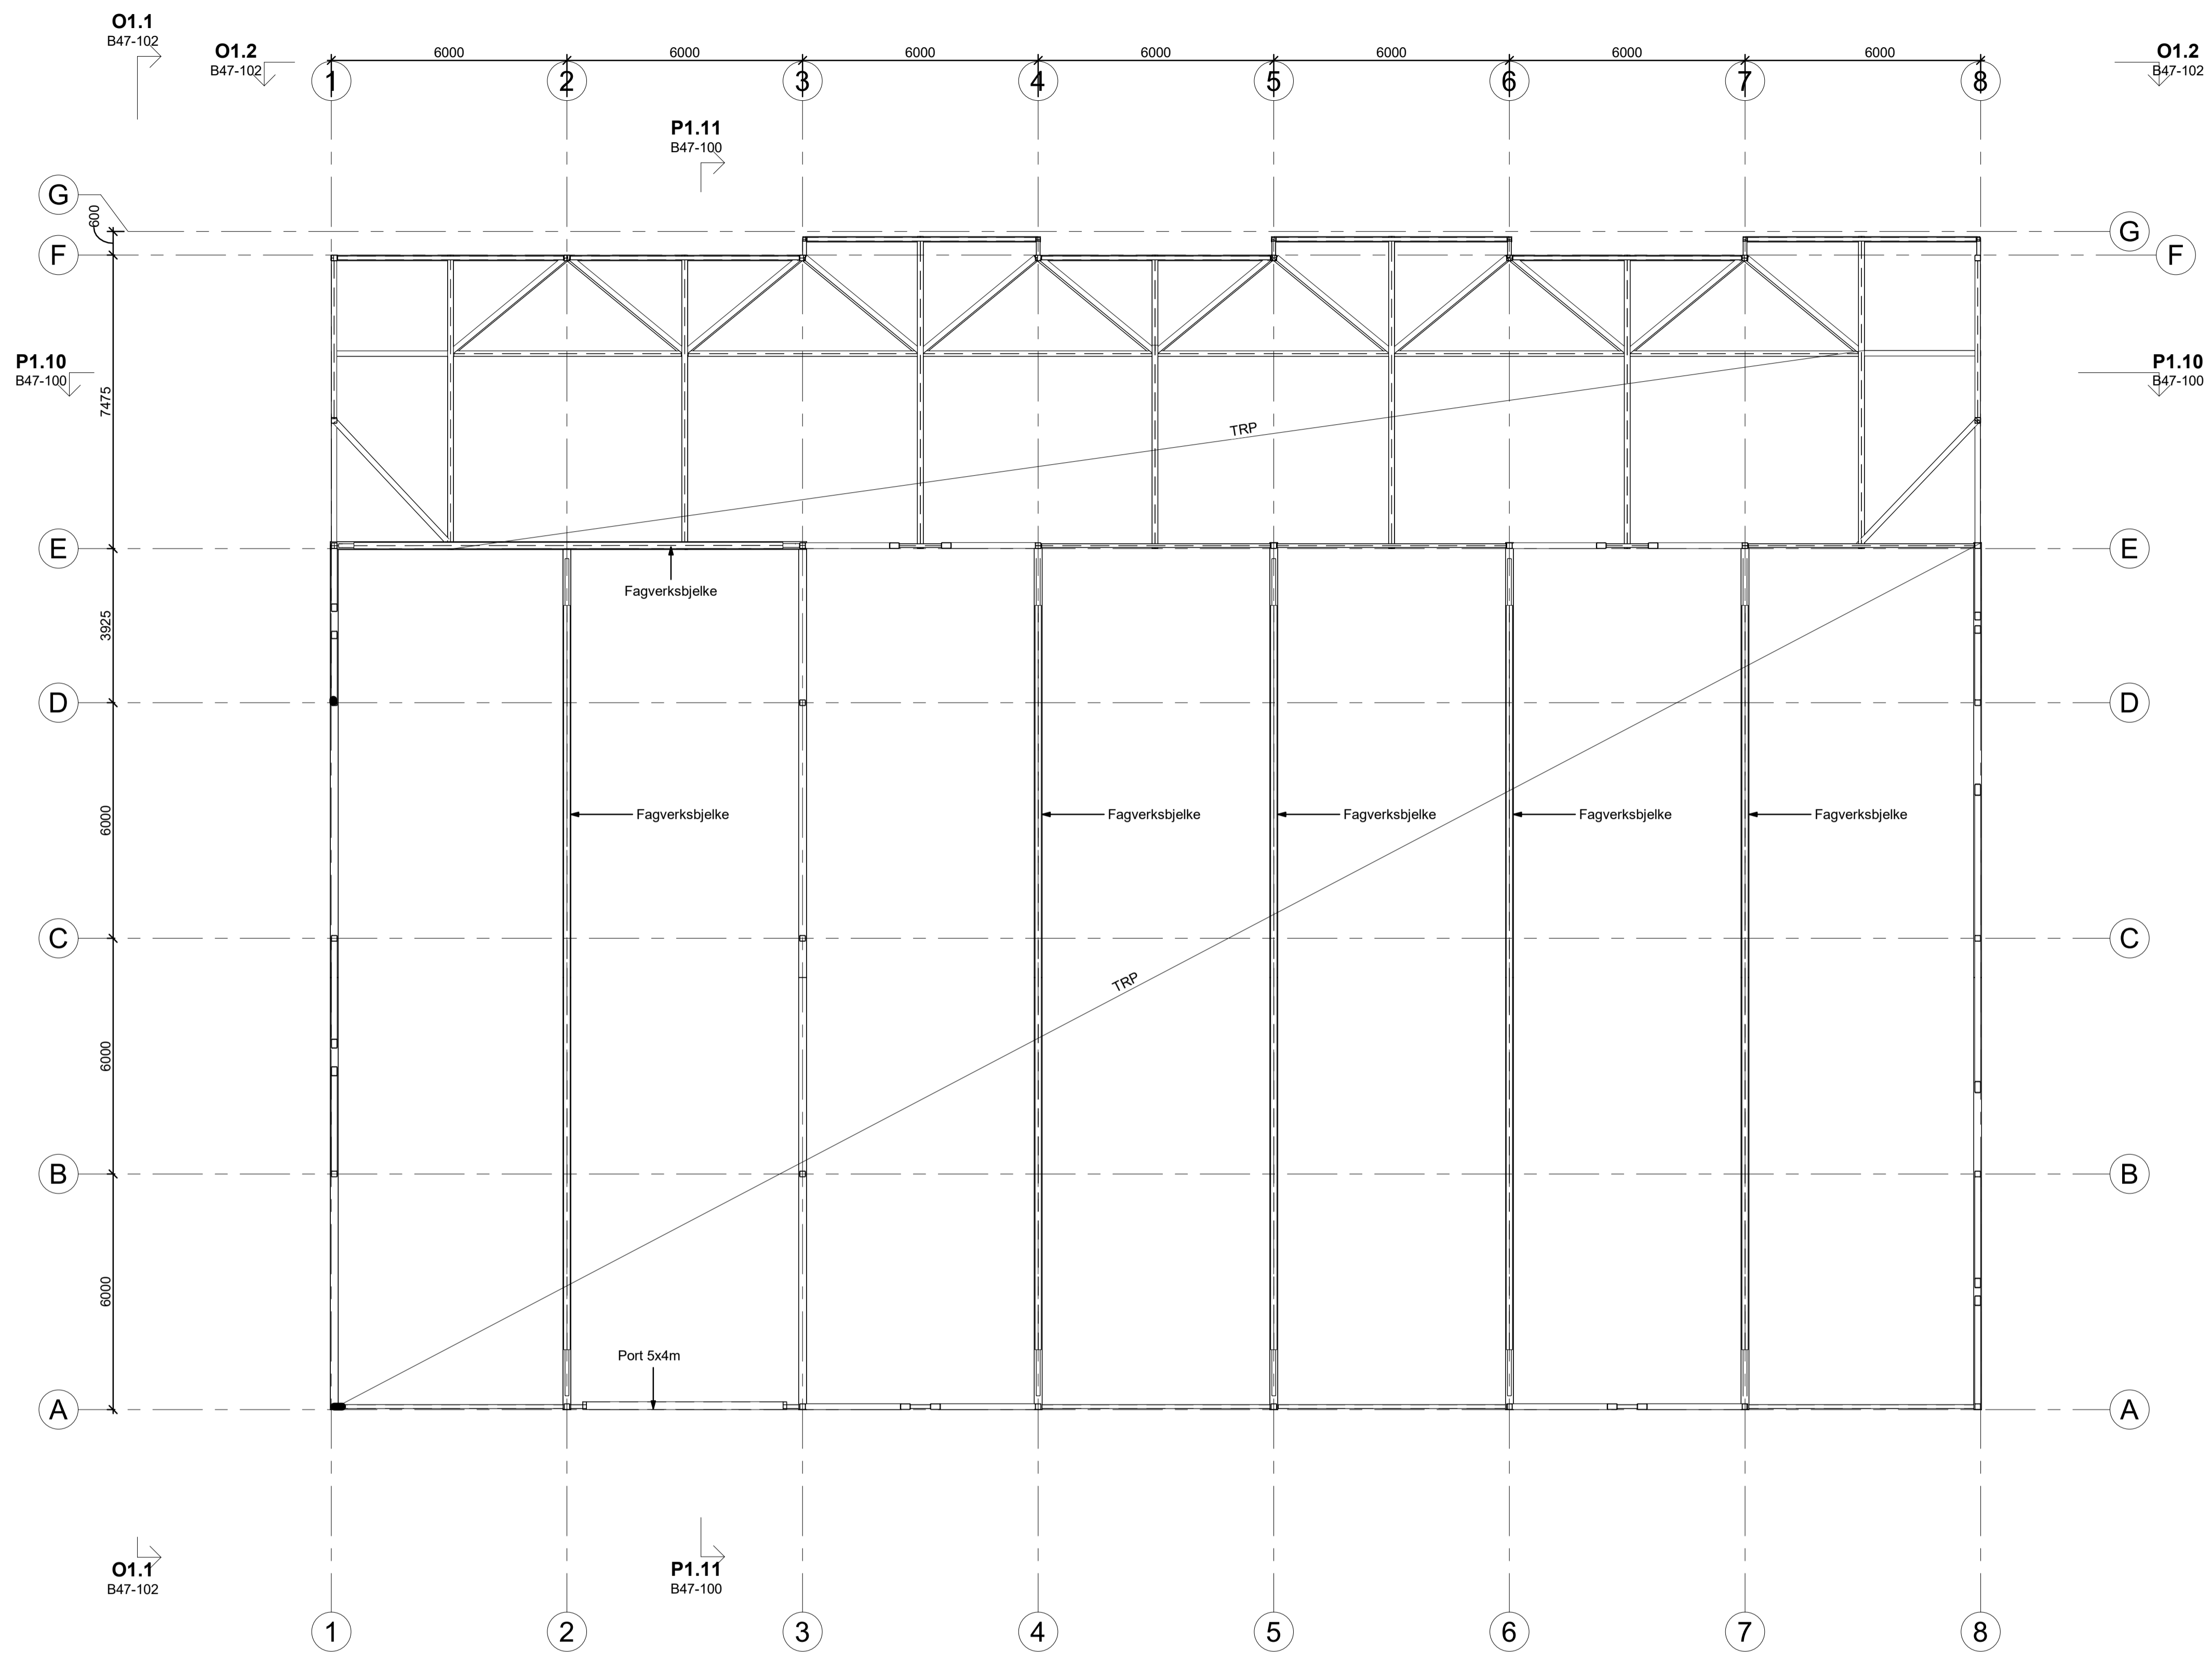 O1.1
B47-102
O1.2
B47-102
6000
6000
6000
6000
6000
6000
6000
O1.2
B47-102
1
2
3
4
5
6
7
8
P1.11
B47-100
G
600
G
F
F
P1.10
B47-100
P1.10
B47-100
7475
TRP
E
E
Fagverksbjelke
3925
D
D
6000
Fagverksbjelke
Fagverksbjelke
Fagverksbjelke
Fagverksbjelke
Fagverksbjelke
C
C
TRP
6000
B
B
6000
Port 5x4m
A
A
O1.1
B47-102
P1.11
B47-100
1
2
3
4
5
6
7
8